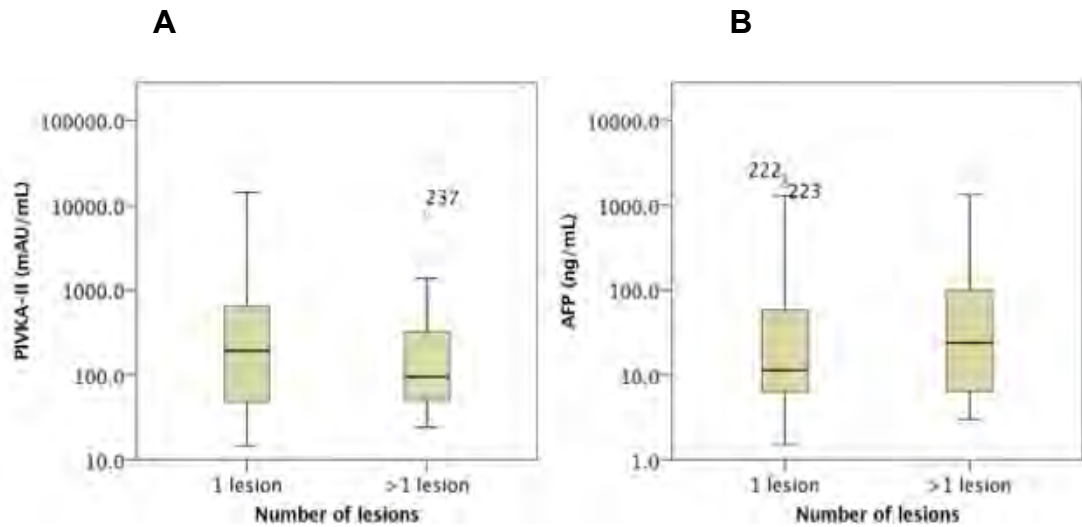 A
PIVKA-II (mAU/mL)
100000.0
10000.0
1000.0
100.0
10.0
237
1 lesion
>1 lesion
Number of lesions
B
AFP (ng/mL)
10000.0
1000.0
100.0
10.0
1.0
222
223
1 lesion
>1 lesion
Number of lesions